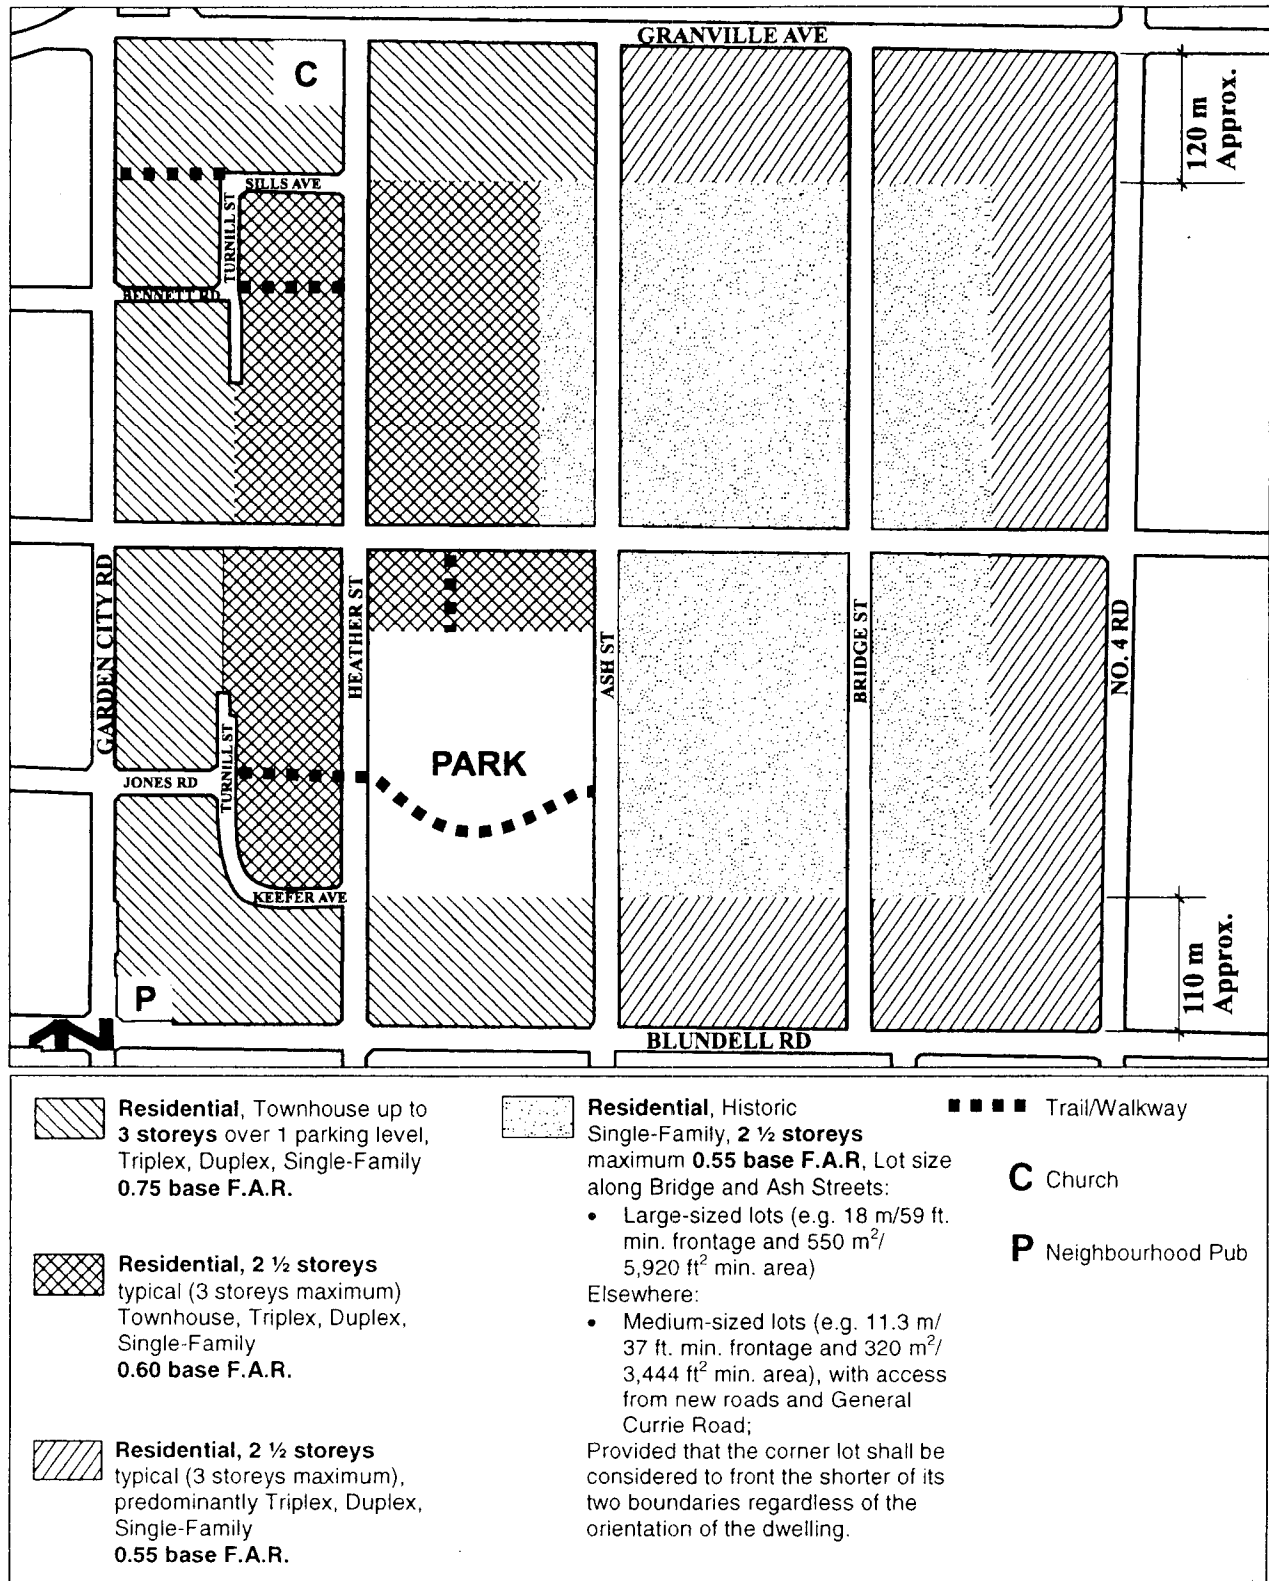 GRANVILLE AVE
C
120 m
Approx.
SILLS AVE
TURNILL ST
BENNETT RD
GARDEN CITY RD
HEATHER ST
ASH ST
BRIDGE ST
NO. 4 RD
PARK
JONES RD
TURNILL ST
KEEFER AVE
110 m
Approx.
P
N
BLUNDELL RD
Residential, Townhouse up to
3 storeys over 1 parking level,
Triplex, Duplex, Single-Family
0.75 base F.A.R.
Residential, 2 ½ storeys
typical (3 storeys maximum)
Townhouse, Triplex, Duplex,
Single-Family
0.60 base F.A.R.
Residential, 2 ½ storeys
typical (3 storeys maximum),
predominantly Triplex, Duplex,
Single-Family
0.55 base F.A.R.
Residential, Historic
Single-Family, 2 ½ storeys
maximum 0.55 base F.A.R, Lot size
along Bridge and Ash Streets:
• Large-sized lots (e.g. 18 m/59 ft.
min. frontage and 550 m²/
5,920 ft² min. area)
Elsewhere:
• Medium-sized lots (e.g. 11.3 m/
37 ft. min. frontage and 320 m²/
3,444 ft² min. area), with access
from new roads and General
Currie Road;
Provided that the corner lot shall be
considered to front the shorter of its
two boundaries regardless of the
orientation of the dwelling.
Trail/Walkway
C Church
P Neighbourhood Pub